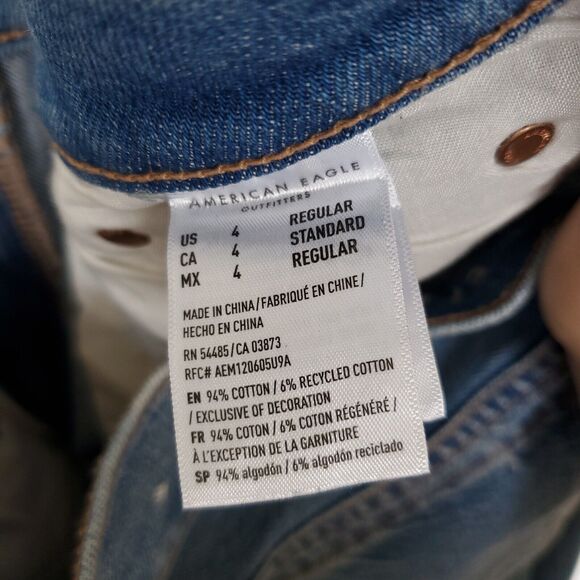 AMERICAN EAGLE
OUTFITTERS
US 4 REGULAR
CA 4 STANDARD
MX 4 REGULAR
MADE IN CHINA/FABRIQUÉ EN CHINE/
HECHO EN CHINA
RN 54485/CA 03873
RFC# AEM120605U9A
EN 94% COTTON / 6% RECYCLED COTTON
/ EXCLUSIVE OF DECORATION
FR 94% COTON / 6% COTON RÉGÉNÉRÉ /
À L'EXCEPTION DE LA GARNITURE
SP 94% algodón / 6% algodón reciclado